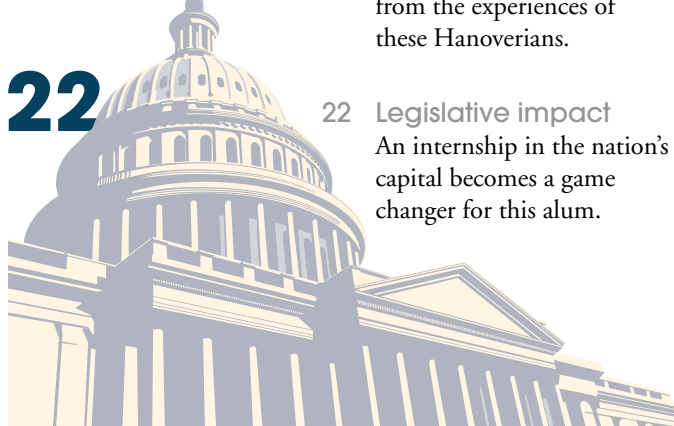 from the experiences of
these Hanoverians.
22
22 Legislative impact
An internship in the nation's
capital becomes a game
changer for this alum.